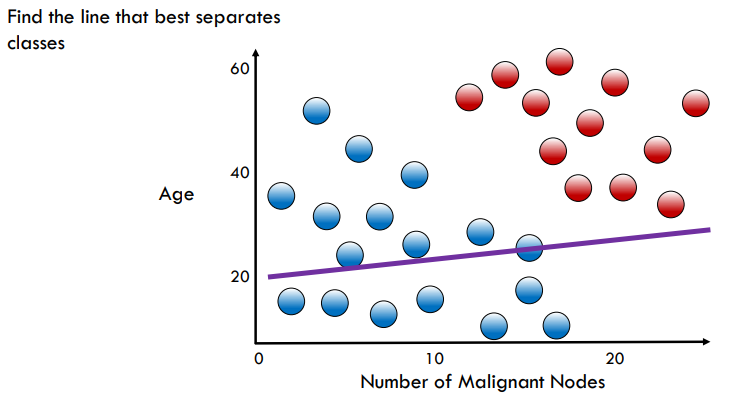 Find the line that best separates
classes
60
40
Age
20
0
10
20
Number of Malignant Nodes